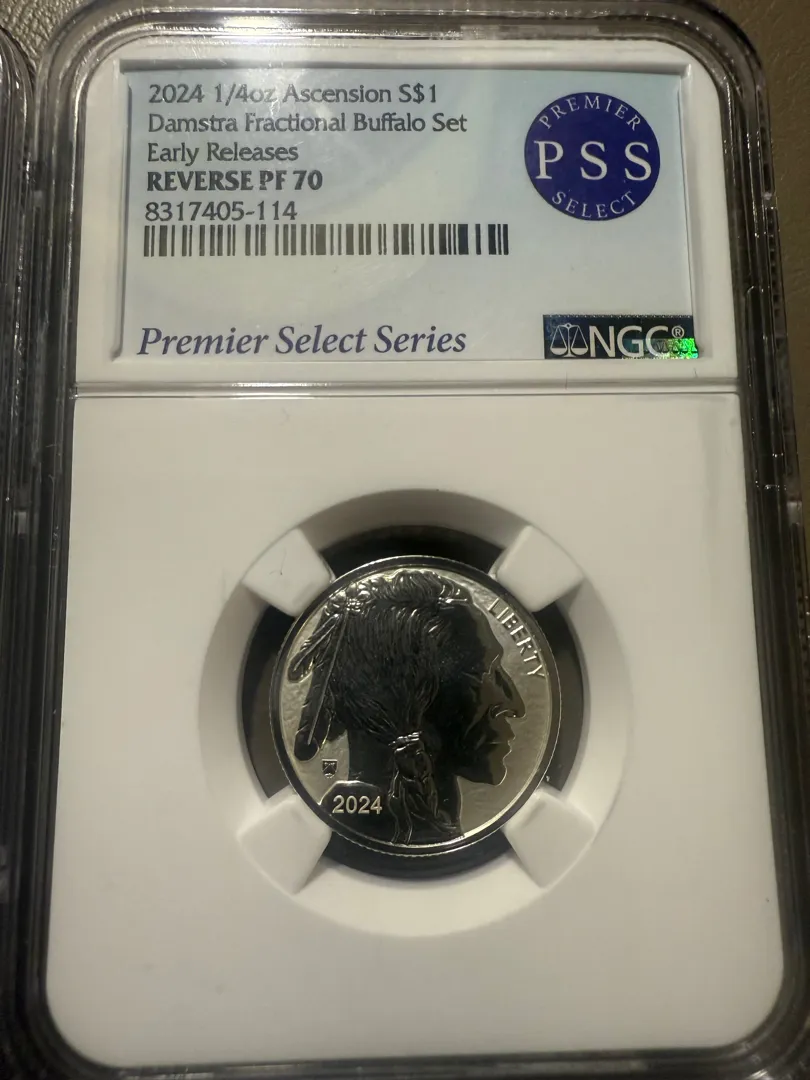 2024 1/4oz Ascension S$1
Damstra Fractional Buffalo Set
Early Releases
REVERSE PF 70
8317405-114
PREMIER
PSS
SELECT
Premier Select Series
NGC®
LIBERTY
2024